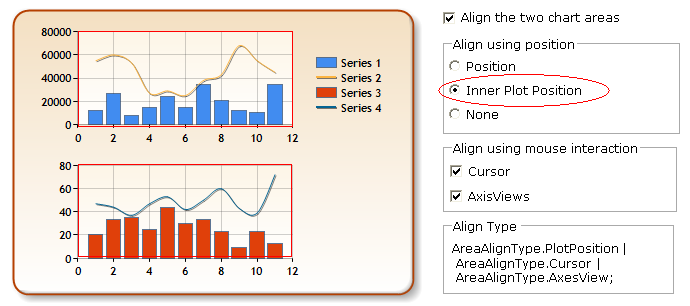 80000
60000
40000
20000
0
0 2 4 6 8 10 12
Series 1
Series 2
Series 3
Series 4
80
60
40
20
0
0 2 4 6 8 10 12
Align the two chart areas
Align using position
Position
Inner Plot Position
None
Align using mouse interaction
Cursor
AxisViews
Align Type
AreaAlignType.PlotPosition |
AreaAlignType.Cursor |
AreaAlignType.AxesView;